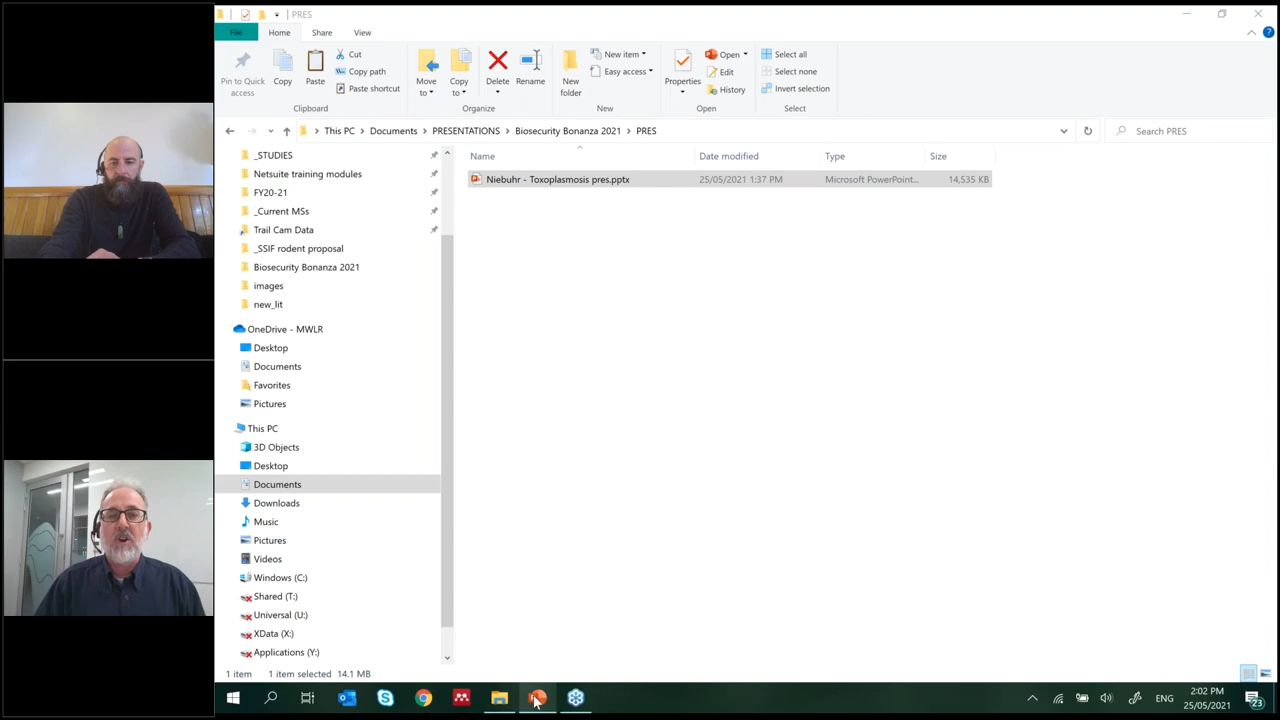 PRES
File Home Share View
Pin to Quick access
Copy
Paste
Cut
Copy path
Paste shortcut
Clipboard
Move to
Copy to
Delete
Rename
Organize
New folder
New item
Easy access
New
Properties
Open
Edit
History
Open
Select all
Select none
Invert selection
Select
This PC > Documents > PRESENTATIONS > Biosecurity Bonanza 2021 > PRES
Search PRES
_STUDIES
Netsuite training modules
FY20-21
_Current MSs
Trail Cam Data
_SSIF rodent proposal
Biosecurity Bonanza 2021
images
new_lit
OneDrive - MWLR
Desktop
Documents
Favorites
Pictures
This PC
3D Objects
Desktop
Documents
Downloads
Music
Pictures
Videos
Windows (C:)
Shared (T:)
Universal (U:)
XData (X:)
Applications (Y:)
Name Date modified Type Size
Niebuhr - Toxoplasmosis pres.pptx 25/05/2021 1:37 PM Microsoft PowerPoint... 14,535 KB
1 item 1 item selected 14.1 MB
ENG
2:02 PM
25/05/2021
23